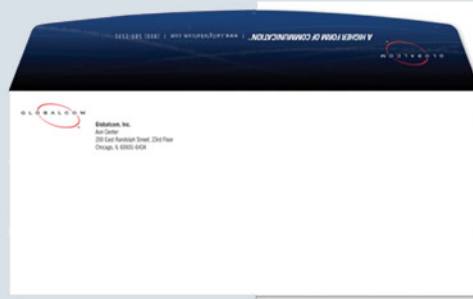 "A HIGHER FORM OF COMMUNICATION." |
GLOBALCOM
GLOBALCOM
Globalcom, Inc.
Aon Center
200 East Randolph Street, 23rd Floor
Chicago, IL 60601-6434